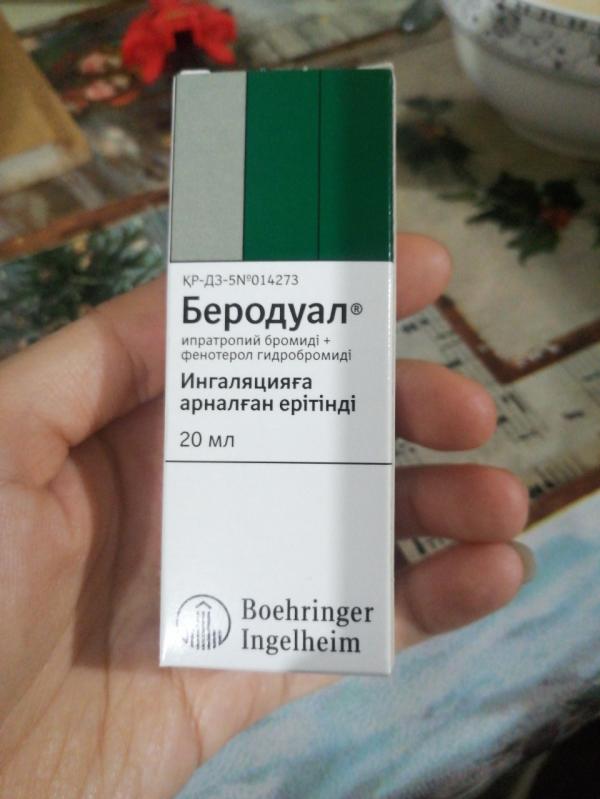 ҚР-ДЗ-5№014273
Беродуал®
ипратропий бромиді +
фенотерол гидробромиді
Ингаляцияға
арналған ерітінді
20 мл
Boehringer
Ingelheim